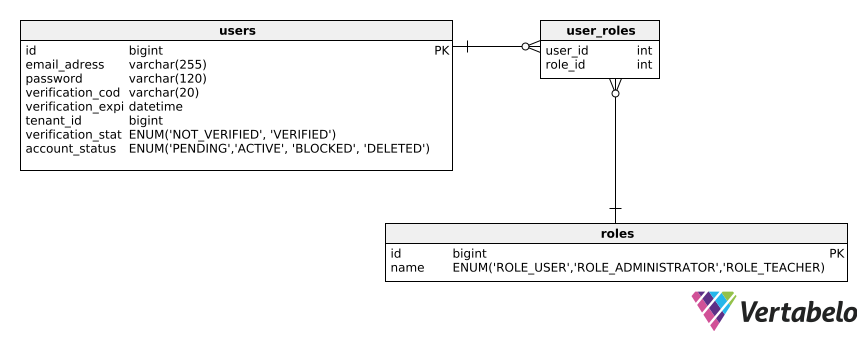 users
id bigint PK
email_adress varchar(255)
password varchar(120)
verification_cod varchar(20)
verification_expi datetime
tenant_id bigint
verification_stat ENUM('NOT_VERIFIED', 'VERIFIED')
account_status ENUM('PENDING','ACTIVE', 'BLOCKED', 'DELETED')
user_roles
user_id int
role_id int
roles
id bigint PK
name ENUM('ROLE_USER','ROLE_ADMINISTRATOR','ROLE_TEACHER)
Vertabelo